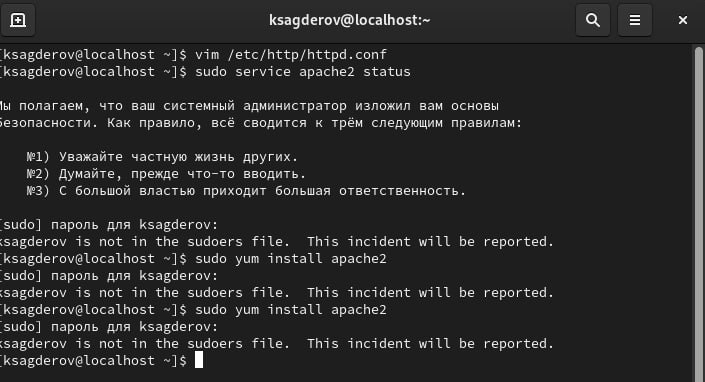 ksagderov@localhost:~
[ksagderov@localhost ~]$ vim /etc/http/httpd.conf
[ksagderov@localhost ~]$ sudo service apache2 status
Мы полагаем, что ваш системный администратор изложил вам основы
безопасности. Как правило, всё сводится к трём следующим правилам:
№1) Уважайте частную жизнь других.
№2) Думайте, прежде что-то вводить.
№3) С большой властью приходит большая ответственность.
[sudo] пароль для ksagderov:
ksagderov is not in the sudoers file.  This incident will be reported.
[ksagderov@localhost ~]$ sudo yum install apache2
[sudo] пароль для ksagderov:
ksagderov is not in the sudoers file.  This incident will be reported.
[ksagderov@localhost ~]$ sudo yum install apache2
[sudo] пароль для ksagderov:
ksagderov is not in the sudoers file.  This incident will be reported.
[ksagderov@localhost ~]$